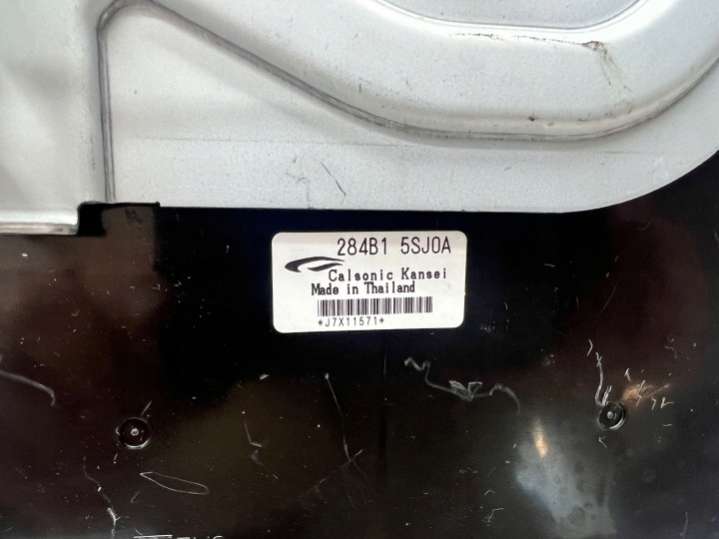 284B1 5SJ0A
Calsonic Kansei
Made in Thailand
*J7X11571*